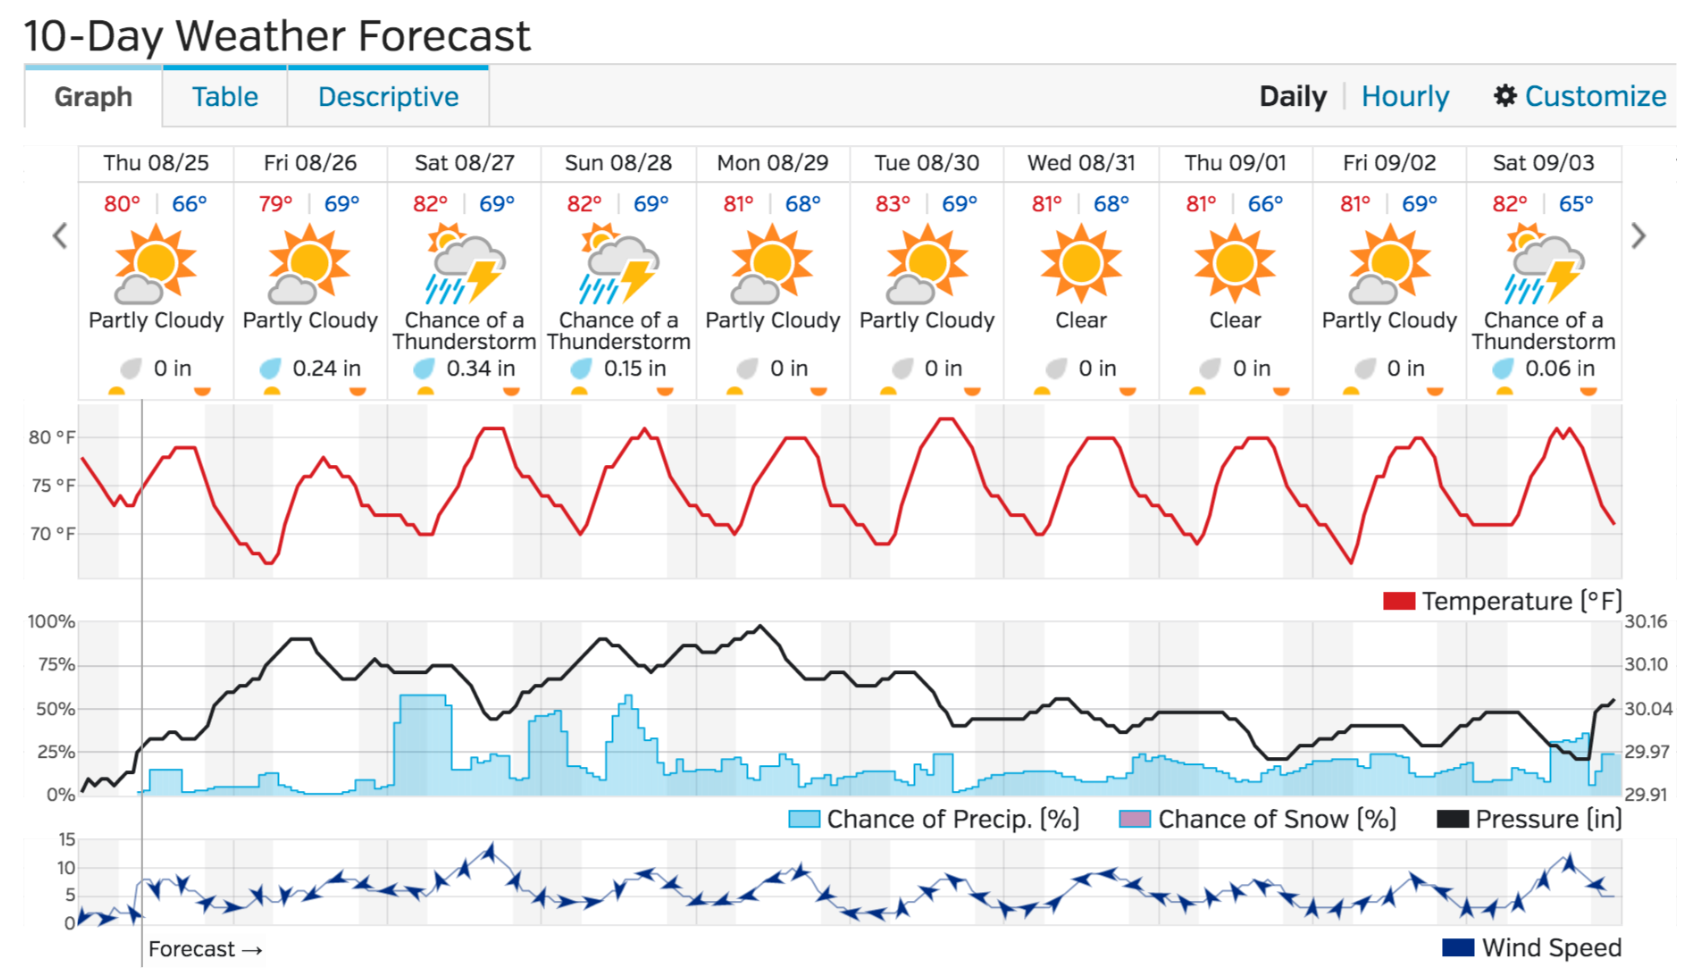 10-Day Weather Forecast
Graph Table Descriptive Daily Hourly Customize
Thu 08/25 Fri 08/26 Sat 08/27 Sun 08/28 Mon 08/29 Tue 08/30 Wed 08/31 Thu 09/01 Fri 09/02 Sat 09/03
80° | 66° 79° | 69° 82° | 69° 82° | 69° 81° | 68° 83° | 69° 81° | 68° 81° | 66° 81° | 69° 82° | 65°
Partly Cloudy Partly Cloudy Chance of a Chance of a Partly Cloudy Partly Cloudy Clear Clear Partly Cloudy Chance of a
Thunderstorm Thunderstorm Thunderstorm
0 in 0.24 in 0.34 in 0.15 in 0 in 0 in 0 in 0 in 0 in 0.06 in
80 °F
75 °F
70 °F
Temperature (°F)
100% 30.16
75% 30.10
50% 30.04
25% 29.97
0% 29.91
Chance of Precip. (%) Chance of Snow (%) Pressure (in)
15
10
5
0
Forecast → Wind Speed